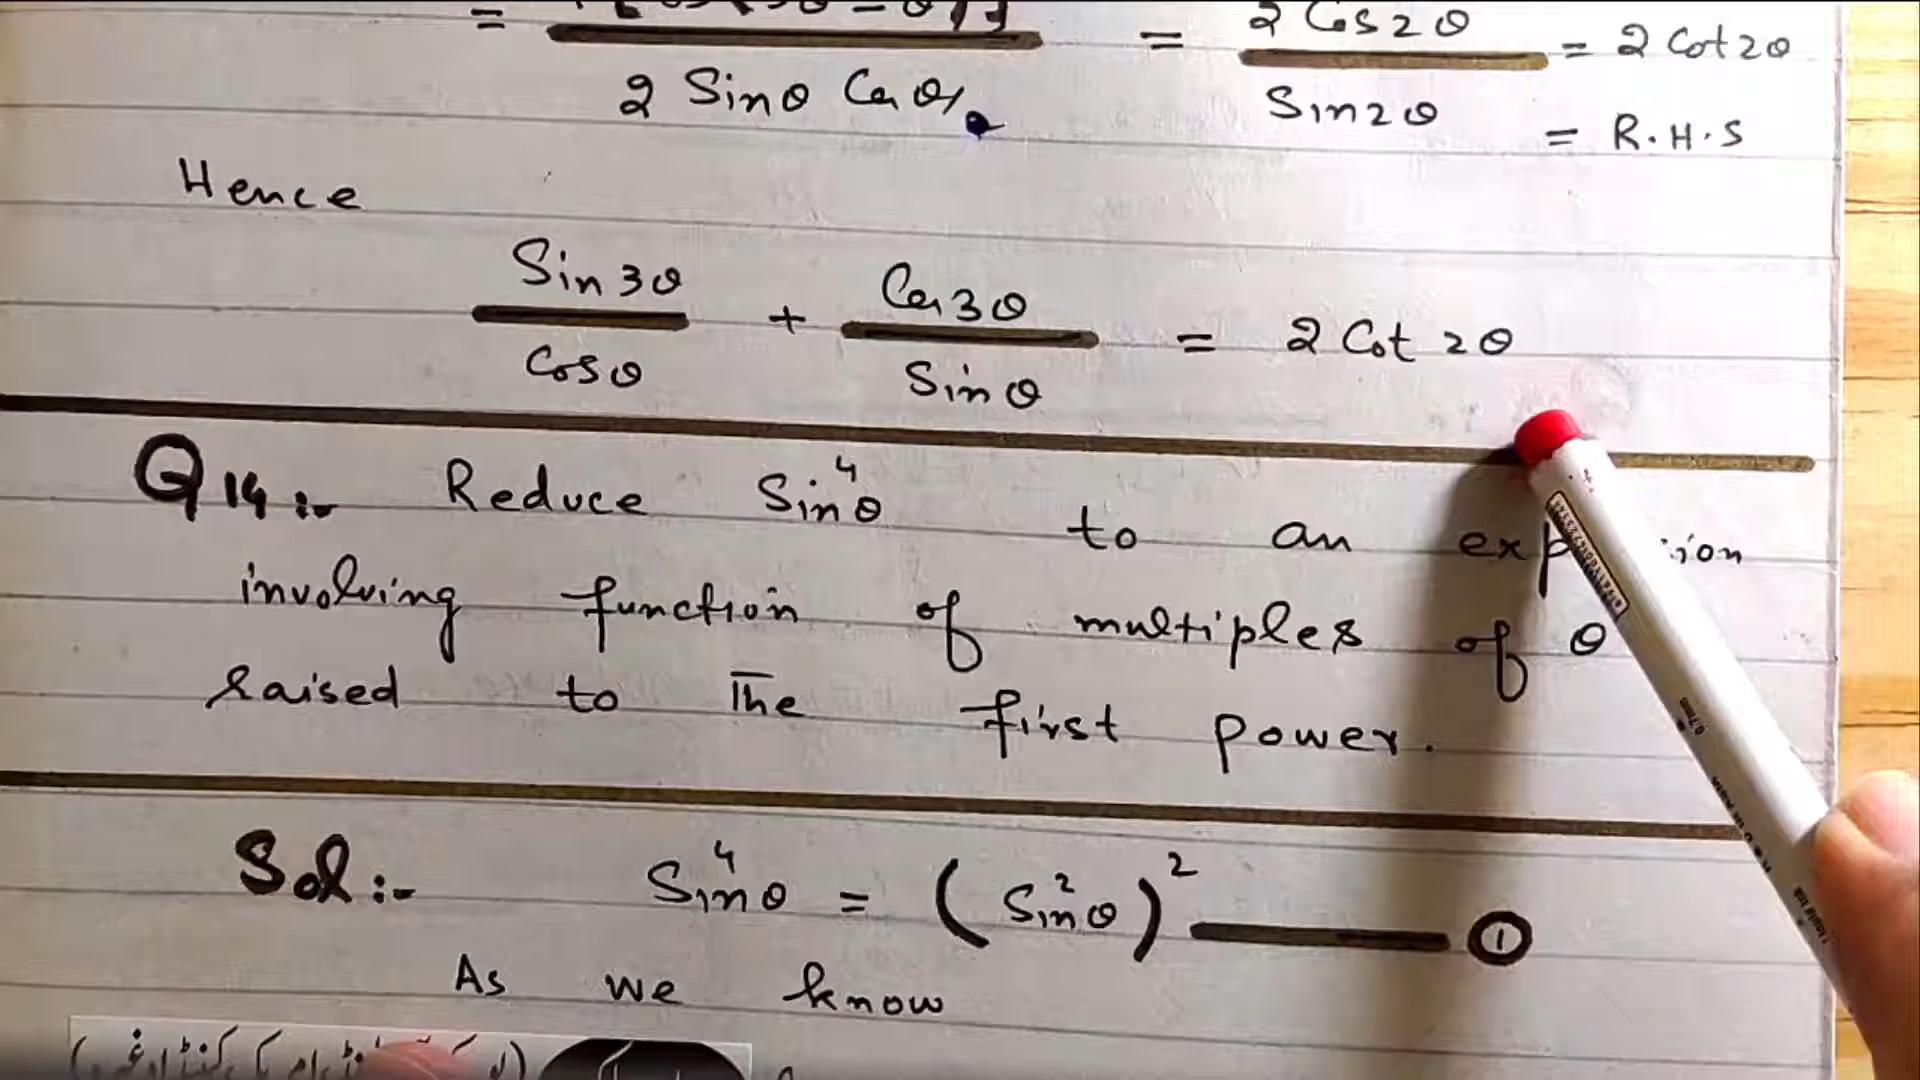 = 2 Sinθ Cosθ/2 = 2 Cos2θ / Sin2θ = 2 Cot2θ
= R.H.S
Hence
Sin3θ / Cosθ + Cos3θ / Sinθ = 2 Cot 2θ
Q14:- Reduce Sin⁴θ to an
involving function of multiples of θ
raised to The first power.
Sol:- Sin⁴θ = (Sin²θ)² —— ①
As we know